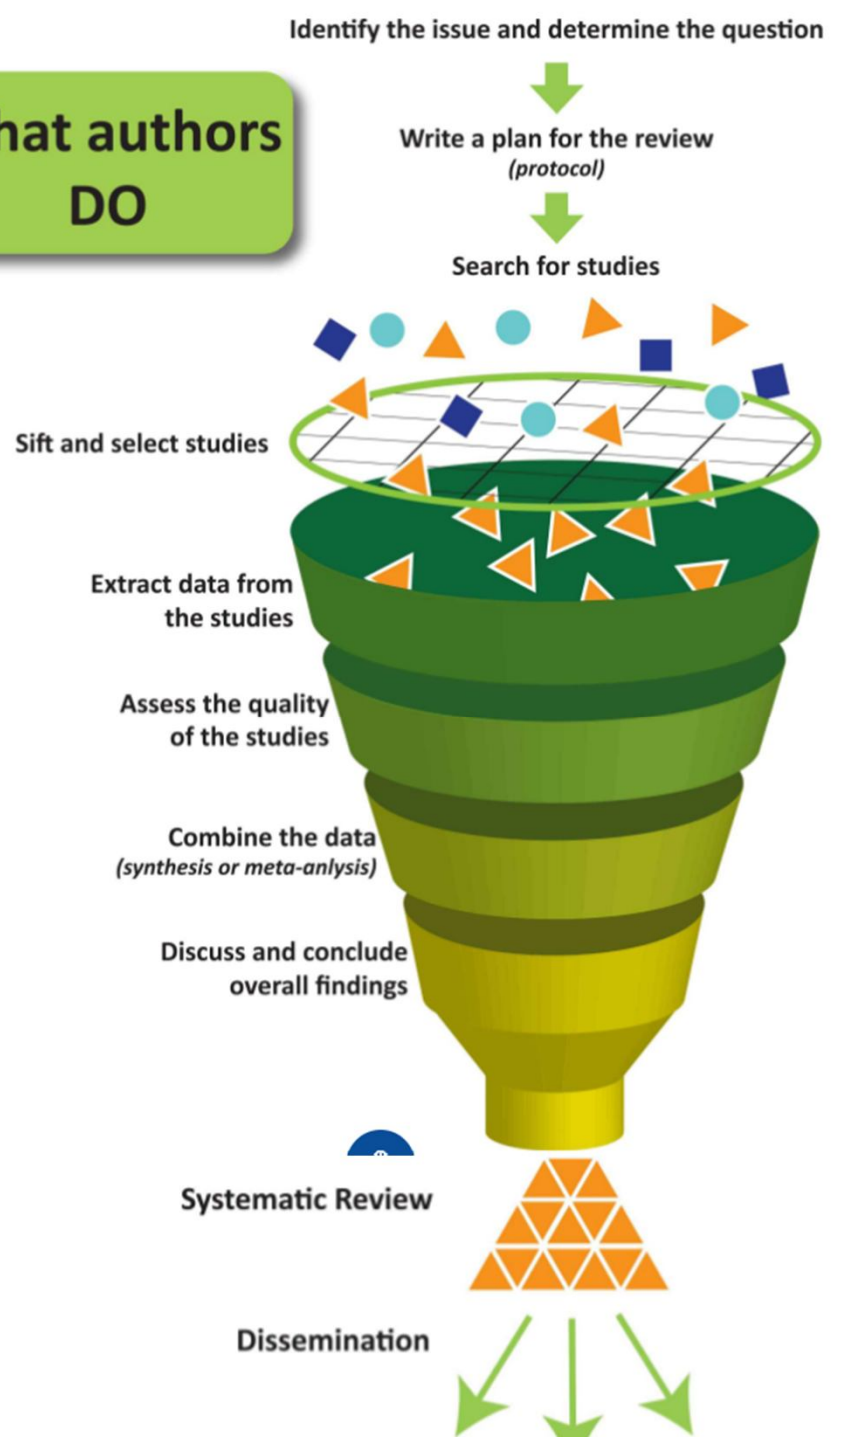 Identify the issue and determine the question
hat authors
DO
Write a plan for the review
(protocol)
Search for studies
Sift and select studies
Extract data from
the studies
Assess the quality
of the studies
Combine the data
(synthesis or meta-anlysis)
Discuss and conclude
overall findings
Systematic Review
Dissemination